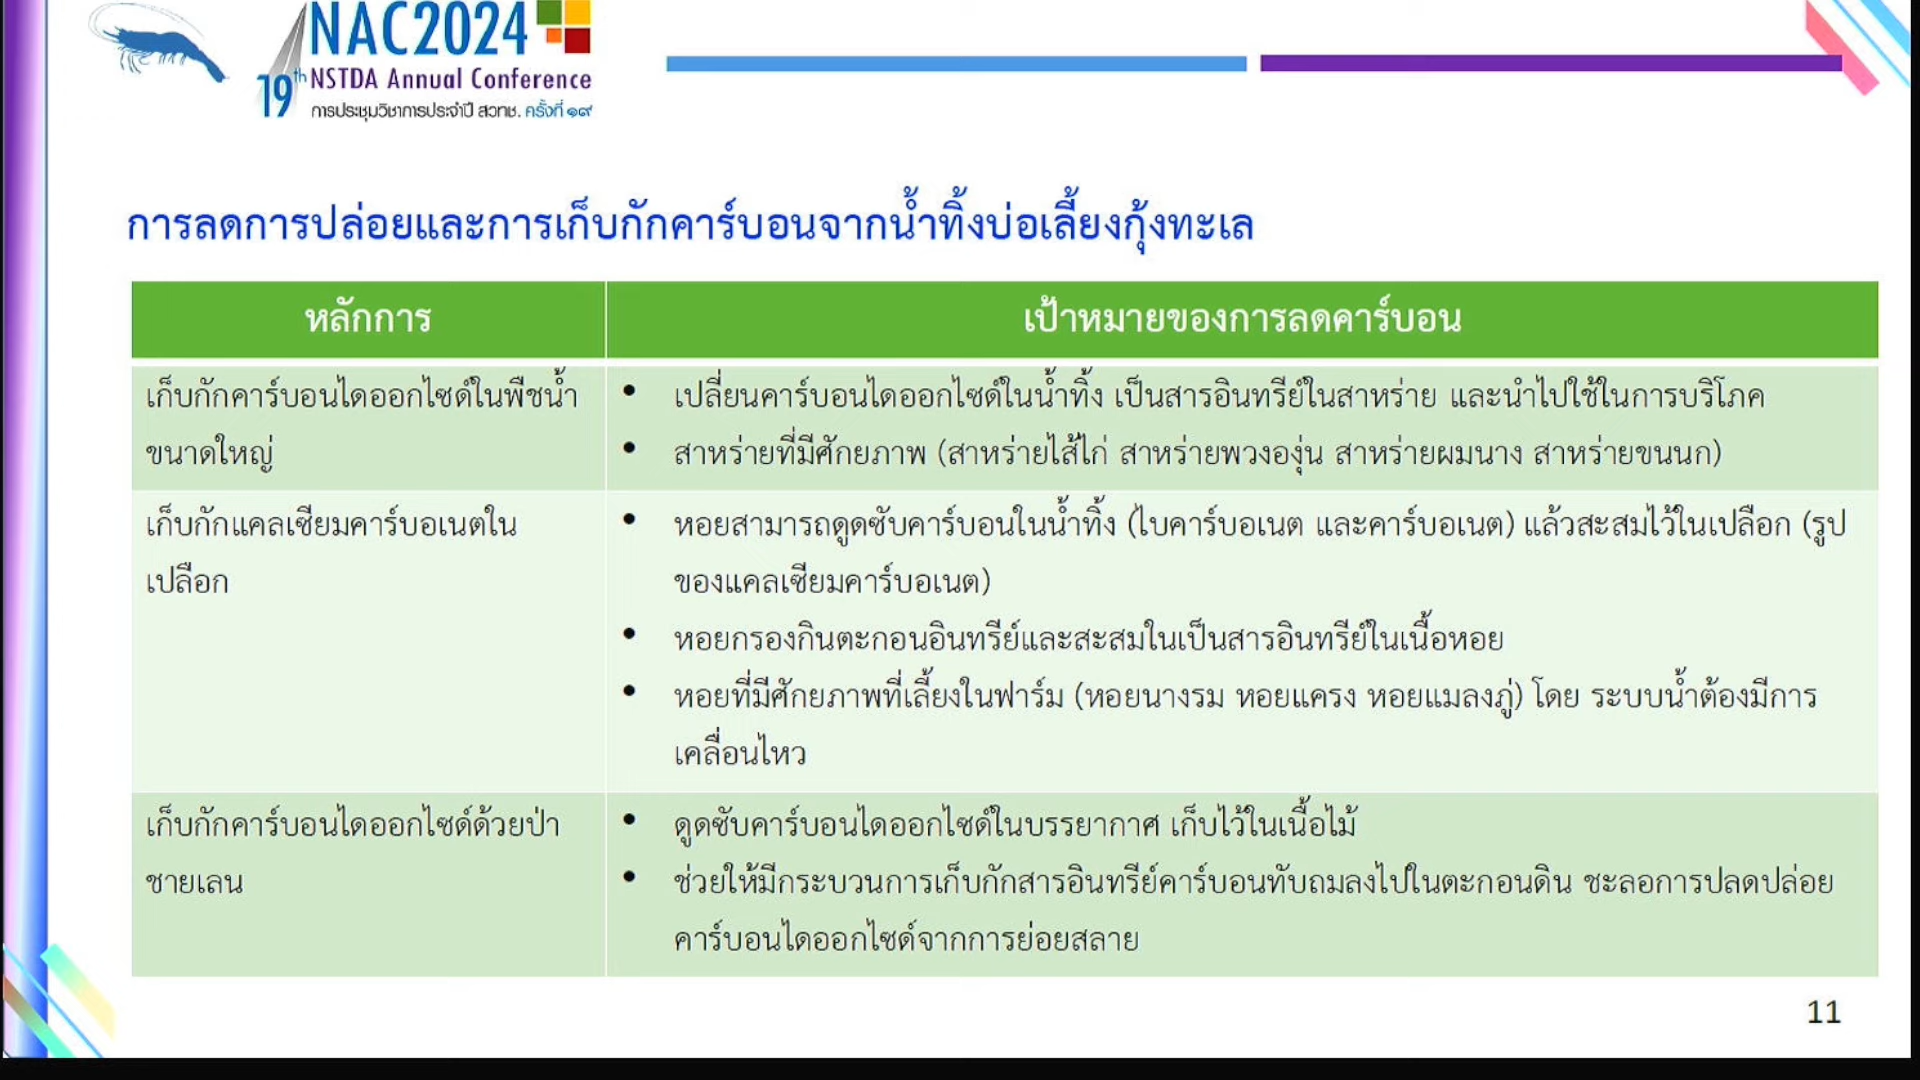 NAC2024
19th NSTDA Annual Conference
การประชุมวิชาการประจำปี สวทช. ครั้งที่ ๑๙
การลดการปล่อยและการเก็บกักคาร์บอนจากน้ำทิ้งบ่อเลี้ยงกุ้งทะเล
หลักการ
เป้าหมายของการลดคาร์บอน
เก็บกักคาร์บอนไดออกไซด์ในพืชน้ำ
ขนาดใหญ่
• เปลี่ยนคาร์บอนไดออกไซด์ในน้ำทิ้ง เป็นสารอินทรีย์ในสาหร่าย และนำไปใช้ในการบริโภค
• สาหร่ายที่มีศักยภาพ (สาหร่ายไส้ไก่ สาหร่ายพวงองุ่น สาหร่ายผมนาง สาหร่ายขนนก)
เก็บกักแคลเซียมคาร์บอเนตใน
เปลือก
• หอยสามารถดูดซับคาร์บอนในน้ำทิ้ง (ไบคาร์บอเนต และคาร์บอเนต) แล้วสะสมไว้ในเปลือก (รูป
ของแคลเซียมคาร์บอเนต)
• หอยกรองกินตะกอนอินทรีย์และสะสมในเป็นสารอินทรีย์ในเนื้อหอย
• หอยที่มีศักยภาพที่เลี้ยงในฟาร์ม (หอยนางรม หอยแครง หอยแมลงภู่) โดย ระบบน้ำต้องมีการ
เคลื่อนไหว
เก็บกักคาร์บอนไดออกไซด์ด้วยป่า
ชายเลน
• ดูดซับคาร์บอนไดออกไซด์ในบรรยากาศ เก็บไว้ในเนื้อไม้
• ช่วยให้มีกระบวนการเก็บกักสารอินทรีย์คาร์บอนทับถมลงไปในตะกอนดิน ชะลอการปลดปล่อย
คาร์บอนไดออกไซด์จากการย่อยสลาย
11